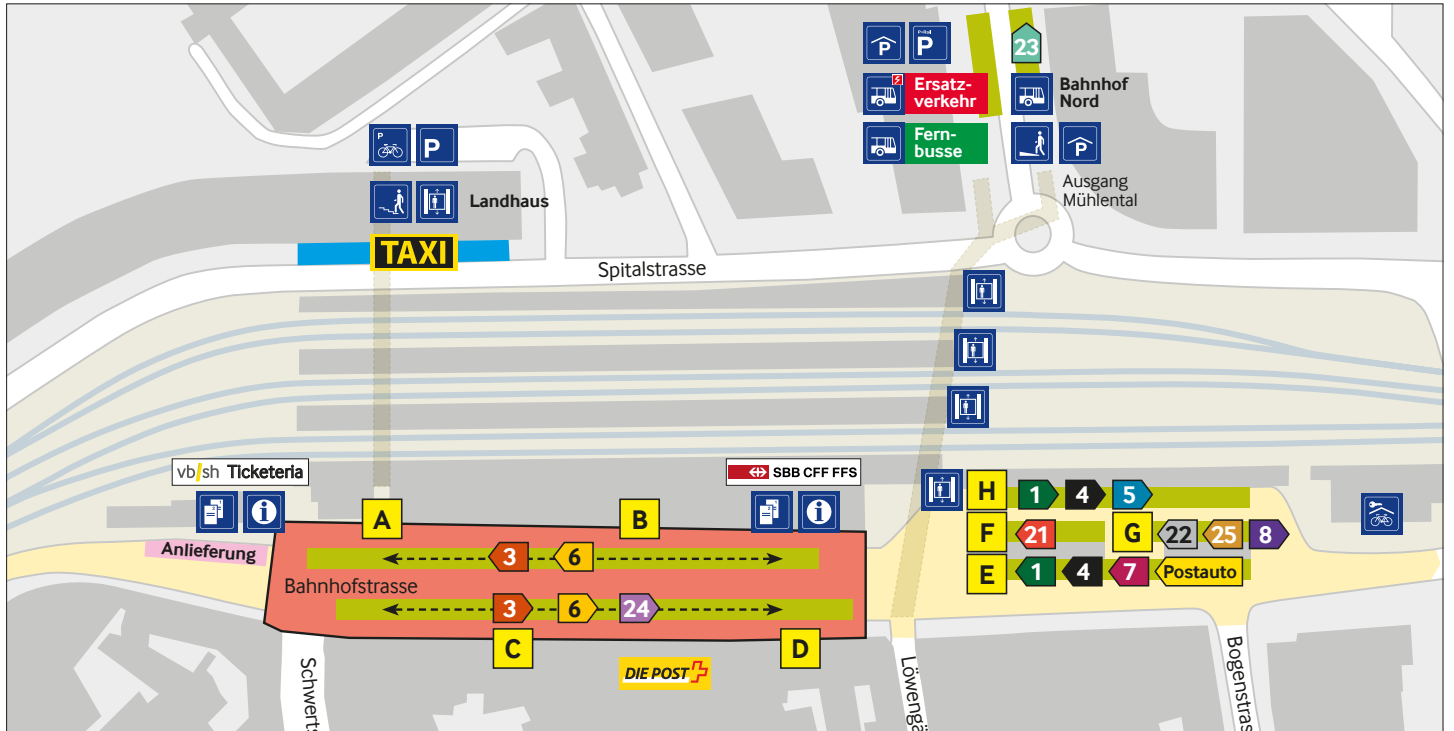 P
P+Rail
P
23
Ersatz-
verkehr
Bahnhof
Nord
Fern-
busse
P
P
P
Ausgang
Mühlental
Landhaus
TAXI
Spitalstrasse
vb/sh Ticketeria
SBB CFF FFS
A
B
H
1
4
5
F
21
G
22
25
8
E
1
4
7
Postauto
Anlieferung
3
6
Bahnhofstrasse
3
6
24
C
D
DIE POST
Schwerts
Löwengä
Bogenstras